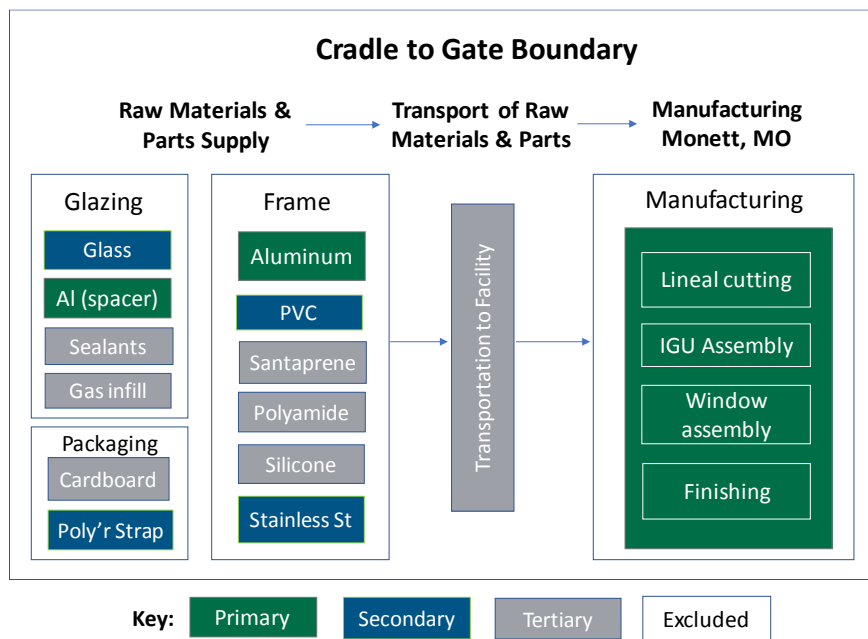 Cradle to Gate Boundary
Raw Materials &
Parts Supply
Transport of Raw
Materials & Parts
Manufacturing
Monett, MO
Glazing
Glass
Al (spacer)
Sealants
Gas infill
Packaging
Cardboard
Poly'r Strap
Frame
Aluminum
PVC
Santaprene
Polyamide
Silicone
Stainless St
Transportation to Facility
Manufacturing
Lineal cutting
IGU Assembly
Window
assembly
Finishing
Key:
Primary
Secondary
Tertiary
Excluded